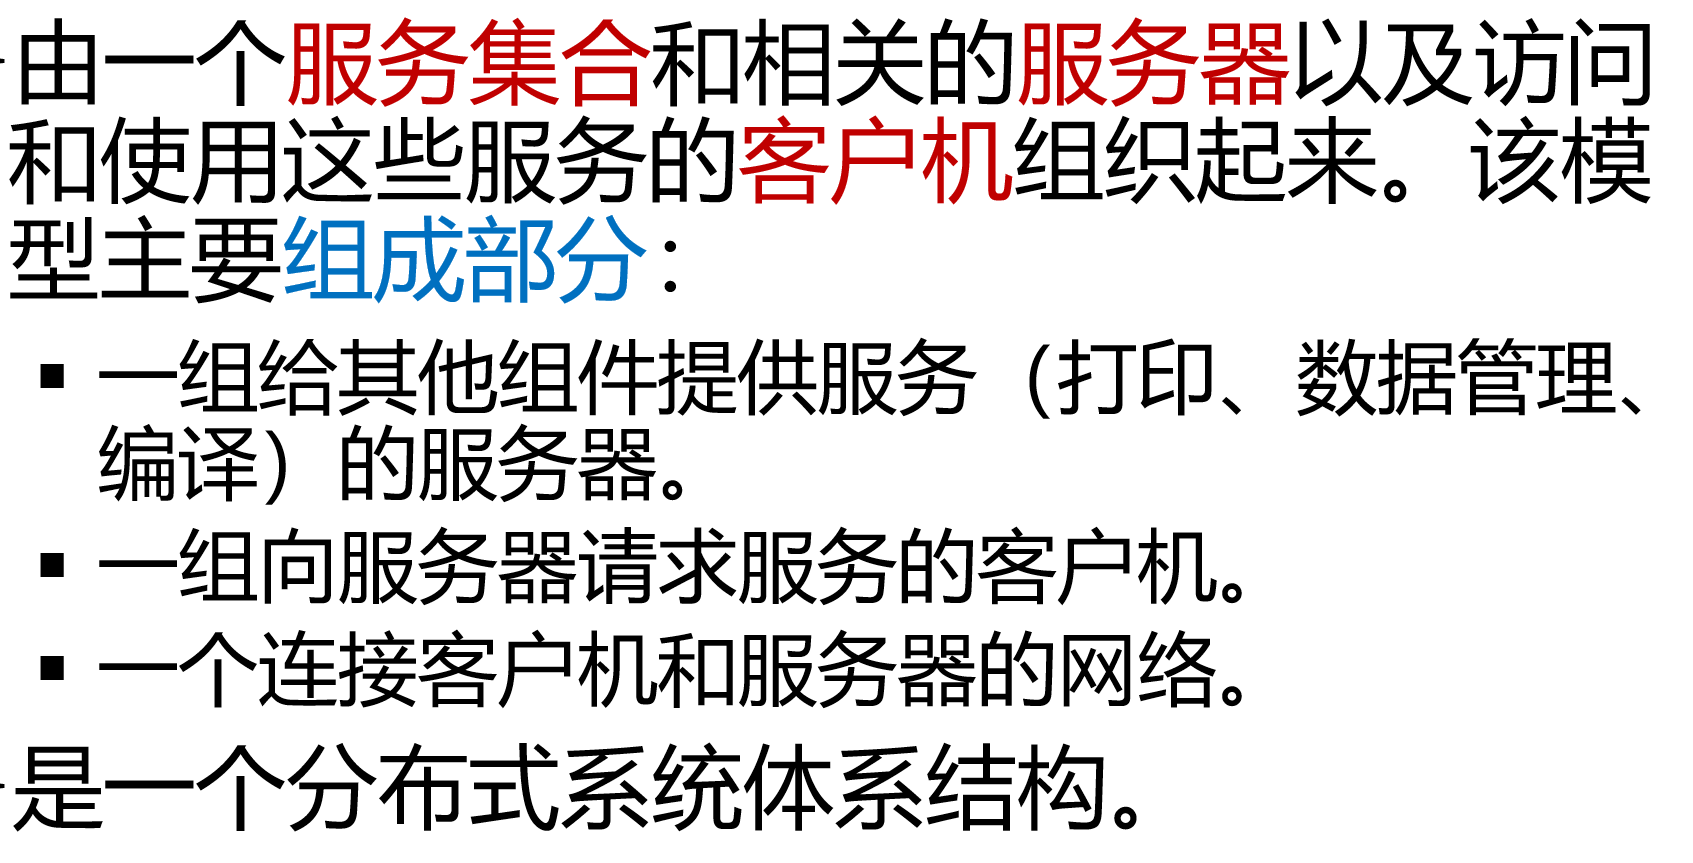 由一个服务集合和相关的服务器以及访问
和使用这些服务的客户机组织起来。该模
型主要组成部分：
▪ 一组给其他组件提供服务（打印、数据管理、
编译）的服务器。
▪ 一组向服务器请求服务的客户机。
▪ 一个连接客户机和服务器的网络。
是一个分布式系统体系结构。